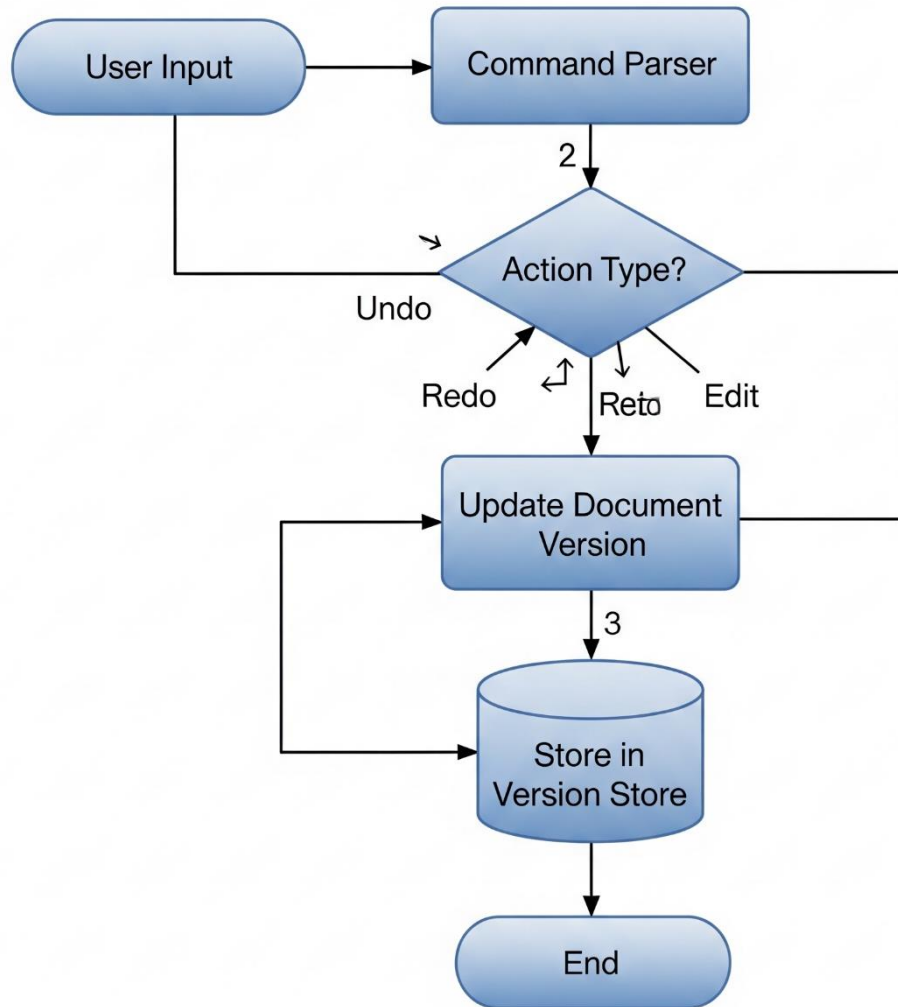 User Input
Command Parser
2
Action Type?
Undo
Redo
Reto
Edit
Update Document
Version
3
Store in
Version Store
End